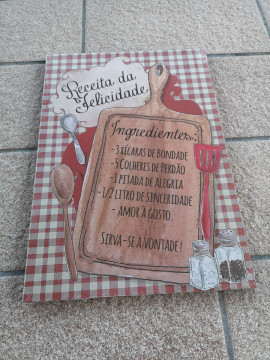 Receita da
Felicidade
Ingredientes:
-3 xícaras de bondade
-5 colheres de perdão
-1 pitada de alegria
-1/2 litro de sinceridade
- amor à gosto.
Sirva-se a vontade!